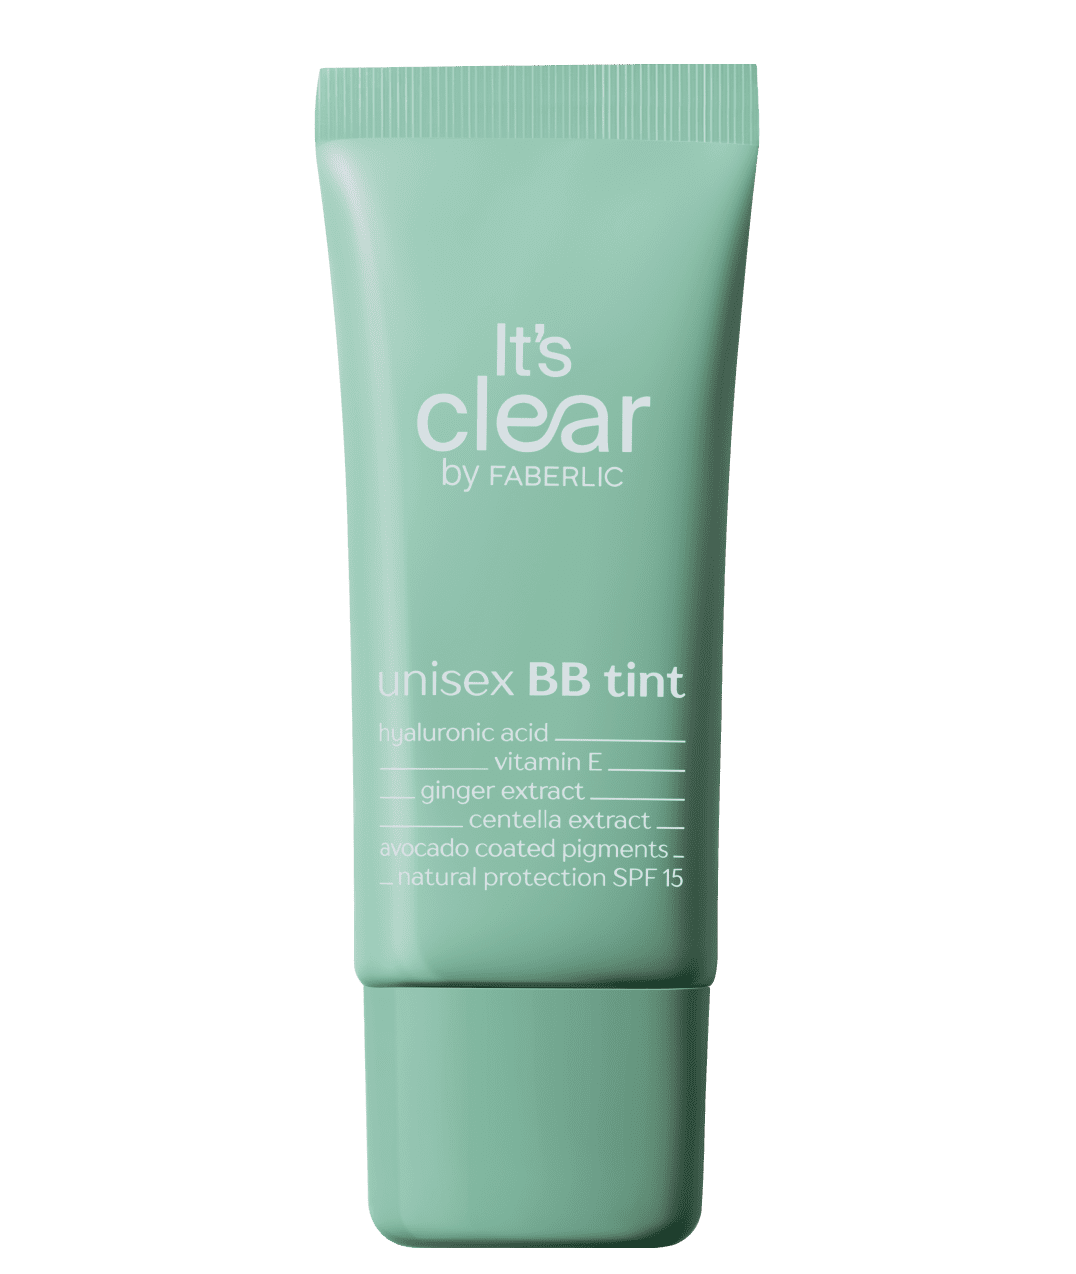 It's
clear
by FABERLIC
unisex BB tint
hyaluronic acid
vitamin E
ginger extract
centella extract
avocado coated pigments
natural protection SPF 15